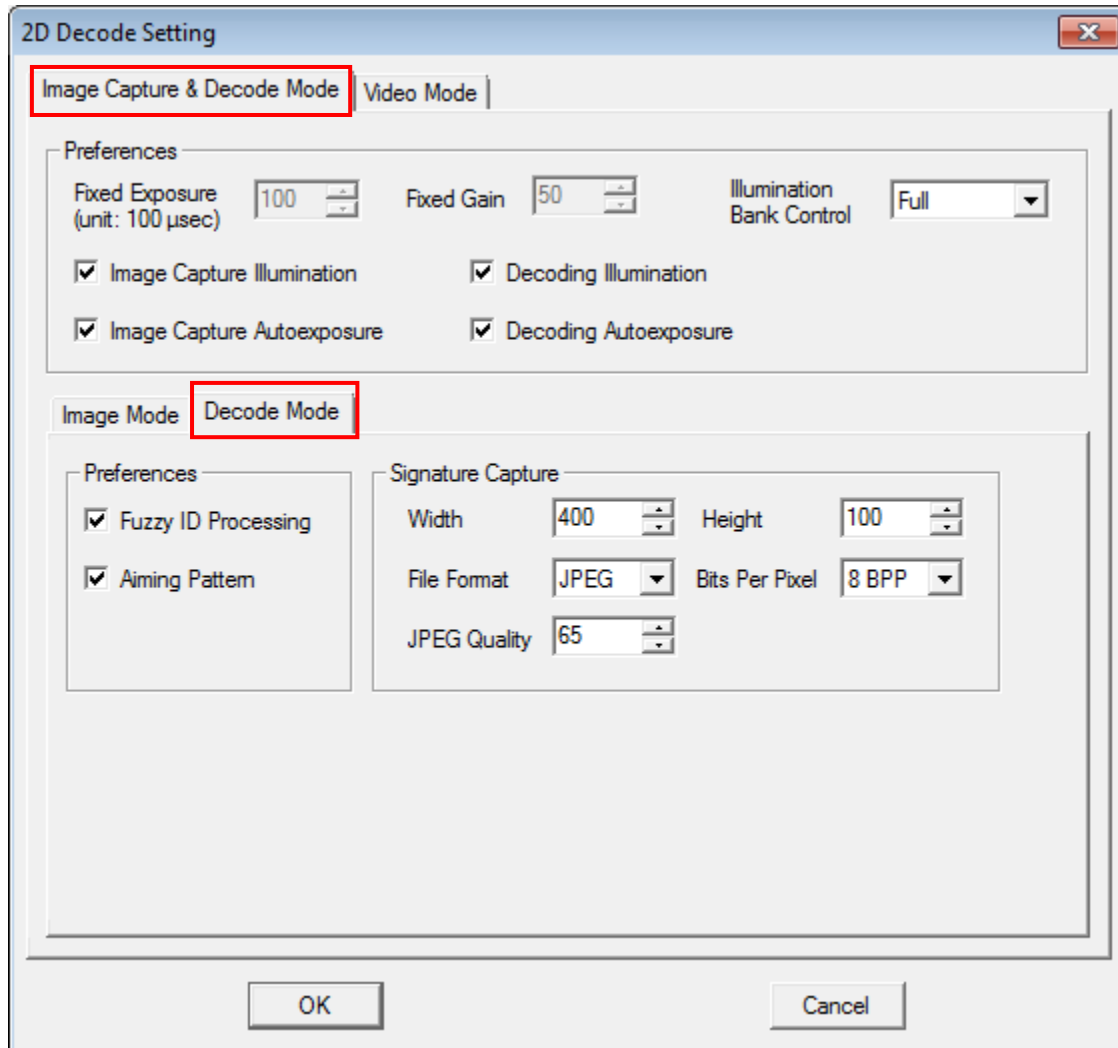 2D Decode Setting
Image Capture & Decode Mode Video Mode
Preferences
Fixed Exposure
(unit: 100 µsec) 100 Fixed Gain 50 Illumination
Bank Control Full
Image Capture Illumination Decoding Illumination
Image Capture Autoexposure Decoding Autoexposure
Image Mode Decode Mode
Preferences Signature Capture
Fuzzy ID Processing Width 400 Height 100
Aiming Pattern File Format JPEG Bits Per Pixel 8 BPP
JPEG Quality 65
OK Cancel